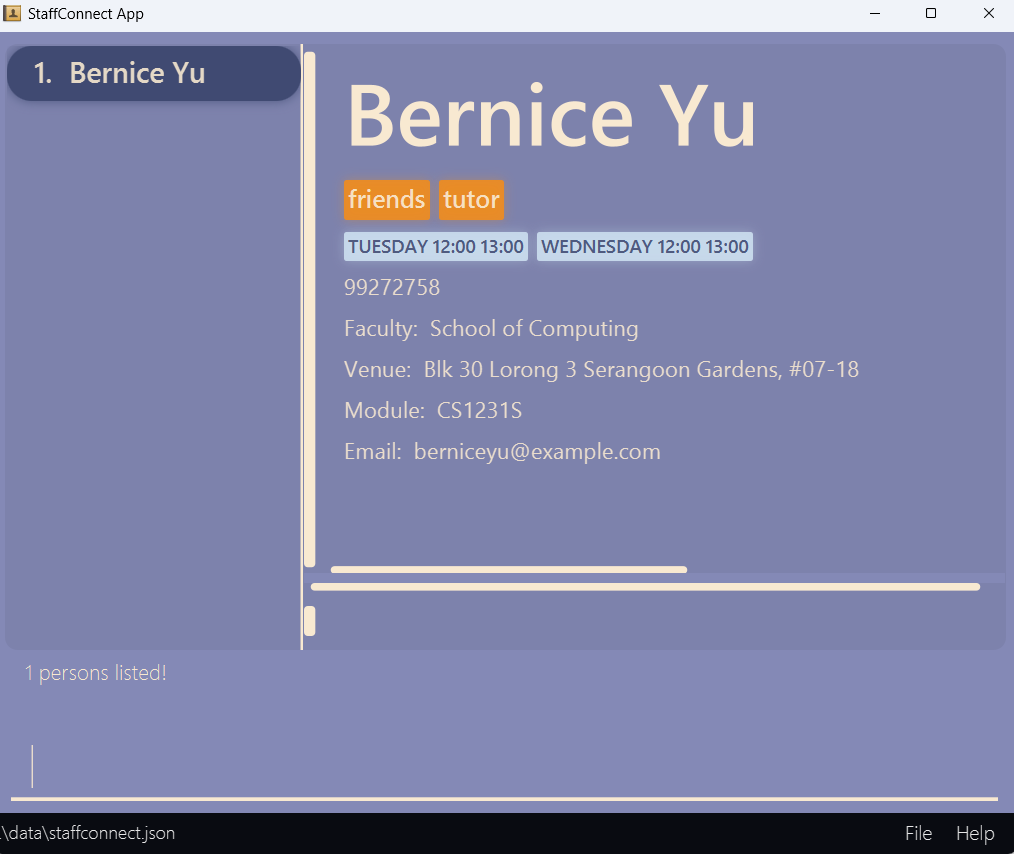 StaffConnect App
1. Bernice Yu
Bernice Yu
friends tutor
TUESDAY 12:00 13:00 WEDNESDAY 12:00 13:00
99272758
Faculty: School of Computing
Venue: Blk 30 Lorong 3 Serangoon Gardens, #07-18
Module: CS1231S
Email: berniceyu@example.com
1 persons listed!
.\data\staffconnect.json File Help